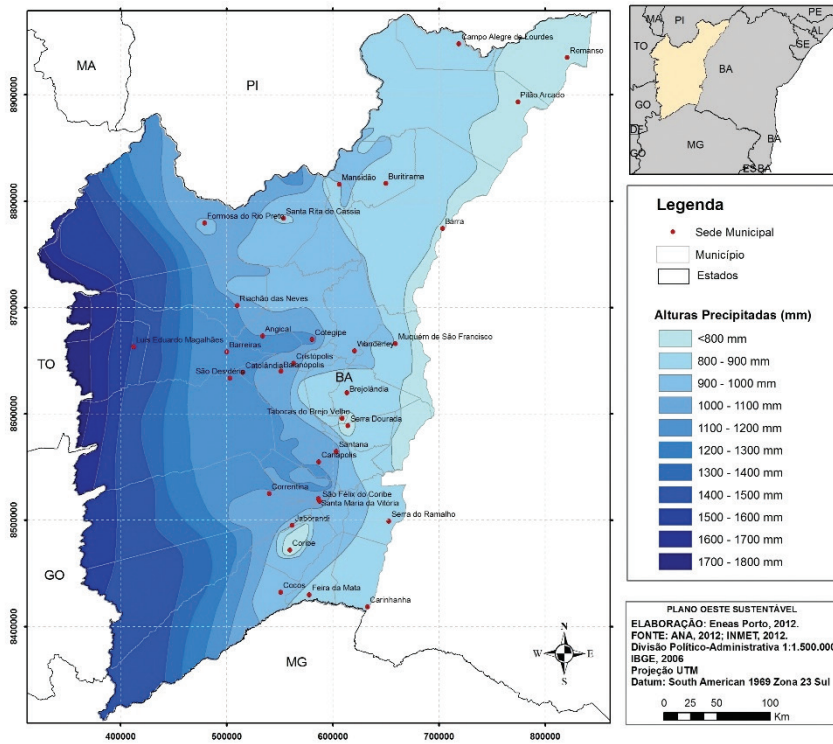 MA
PI
TO
GO
MG
BA
Campo Alegre de Lourdes
Remanso
Pilão Arcado
Mansidão
Buritirama
Formosa do Rio Preto
Santa Rita de Cassia
Barra
Riachão das Neves
Angical
Cotegipe
Wanderley
Muquém de São Francisco
Luis Eduardo Magalhães
Barreiras
Cristópolis
Catolândia
Baianópolis
São Desidério
Brejolândia
Tabocas do Brejo Velho
Serra Dourada
Santana
Canápolis
Correntina
São Félix do Coribe
Santa Maria da Vitória
Serra do Ramalho
Jaborandi
Coribe
Cocos
Feira da Mata
Carinhanha
8900000
8800000
8700000
8600000
8500000
8400000
400000
500000
600000
700000
800000
N
W
E
S
MA
PI
PE
AL
SE
TO
BA
GO
DF
GO
MG
BA
ES
BA
Legenda
Sede Municipal
Município
Estados
Alturas Precipitadas (mm)
<800 mm
800 - 900 mm
900 - 1000 mm
1000 - 1100 mm
1100 - 1200 mm
1200 - 1300 mm
1300 - 1400 mm
1400 - 1500 mm
1500 - 1600 mm
1600 - 1700 mm
1700 - 1800 mm
PLANO OESTE SUSTENTÁVEL
ELABORAÇÃO: Eneas Porto, 2012.
FONTE: ANA, 2012; INMET, 2012.
Divisão Político-Administrativa 1:1.500.000
IBGE, 2006
Projeção UTM
Datum: South American 1969 Zona 23 Sul
0 25 50 100
Km